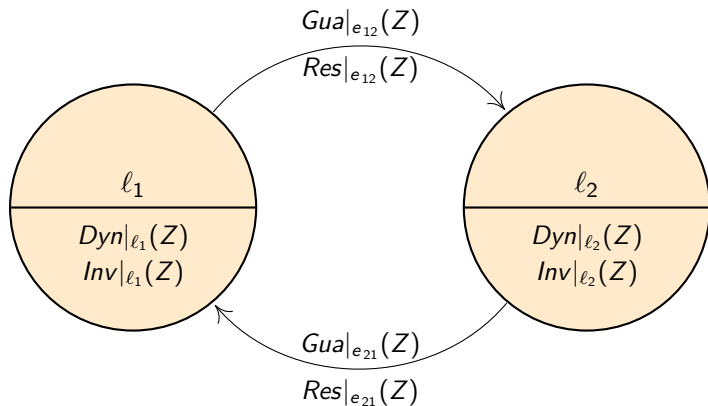 Gua|e₁₂(Z)
Res|e₁₂(Z)
ℓ₁
Dyn|ℓ₁(Z)
Inv|ℓ₁(Z)
ℓ₂
Dyn|ℓ₂(Z)
Inv|ℓ₂(Z)
Gua|e₂₁(Z)
Res|e₂₁(Z)